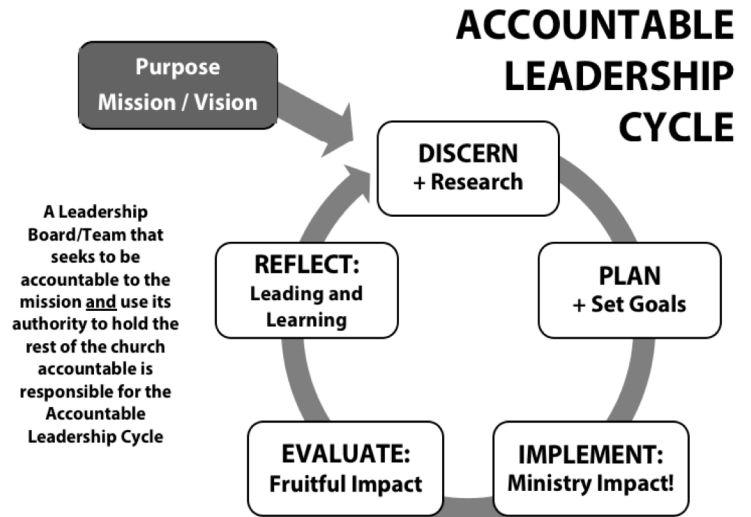 ACCOUNTABLE
LEADERSHIP
CYCLE
Purpose
Mission / Vision
DISCERN
+ Research
PLAN
+ Set Goals
IMPLEMENT:
Ministry Impact!
EVALUATE:
Fruitful Impact
REFLECT:
Leading and
Learning
A Leadership
Board/Team that
seeks to be
accountable to the
mission and use its
authority to hold the
rest of the church
accountable is
responsible for the
Accountable
Leadership Cycle